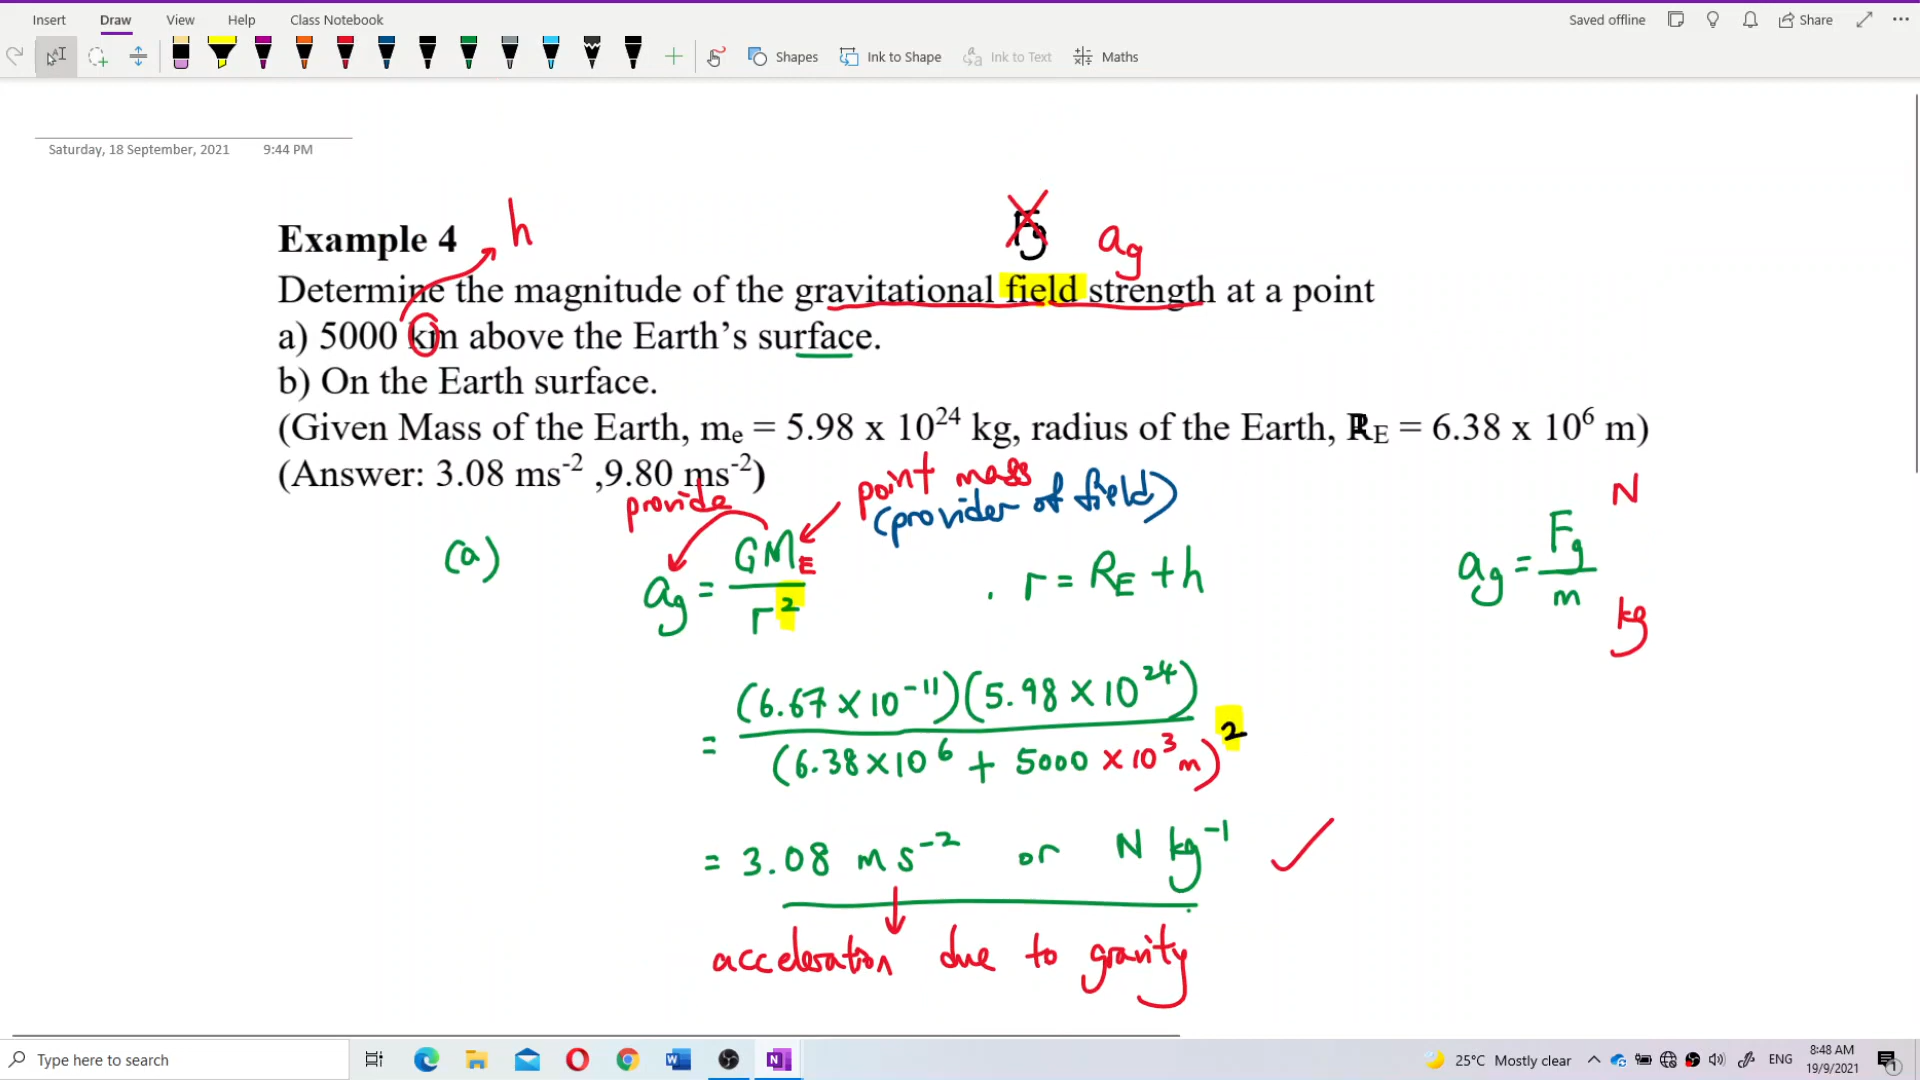 Insert Draw View Help Class Notebook Saved offline Share
Shapes Ink to Shape Ink to Text Maths
Saturday, 18 September, 2021 9:44 PM
Example 4 h Fg ag
Determine the magnitude of the gravitational field strength at a point
a) 5000 km above the Earth’s surface.
b) On the Earth surface.
(Given Mass of the Earth, mₑ = 5.98 x 10²⁴ kg, radius of the Earth, R_E = 6.38 x 10⁶ m)
(Answer: 3.08 ms⁻² ,9.80 ms⁻²)
provide point mass N
(provider of field)
(a) ag = GM_E / r² . r = R_E + h ag = Fg / m
kg
= (6.67 × 10⁻¹¹)(5.98 × 10²⁴) / (6.38 × 10⁶ + 5000 × 10³ m)²
= 3.08 m s⁻² or N kg⁻¹ ✓
acceleration due to gravity
Type here to search 25°C Mostly clear ENG 8:48 AM
19/9/2021 1